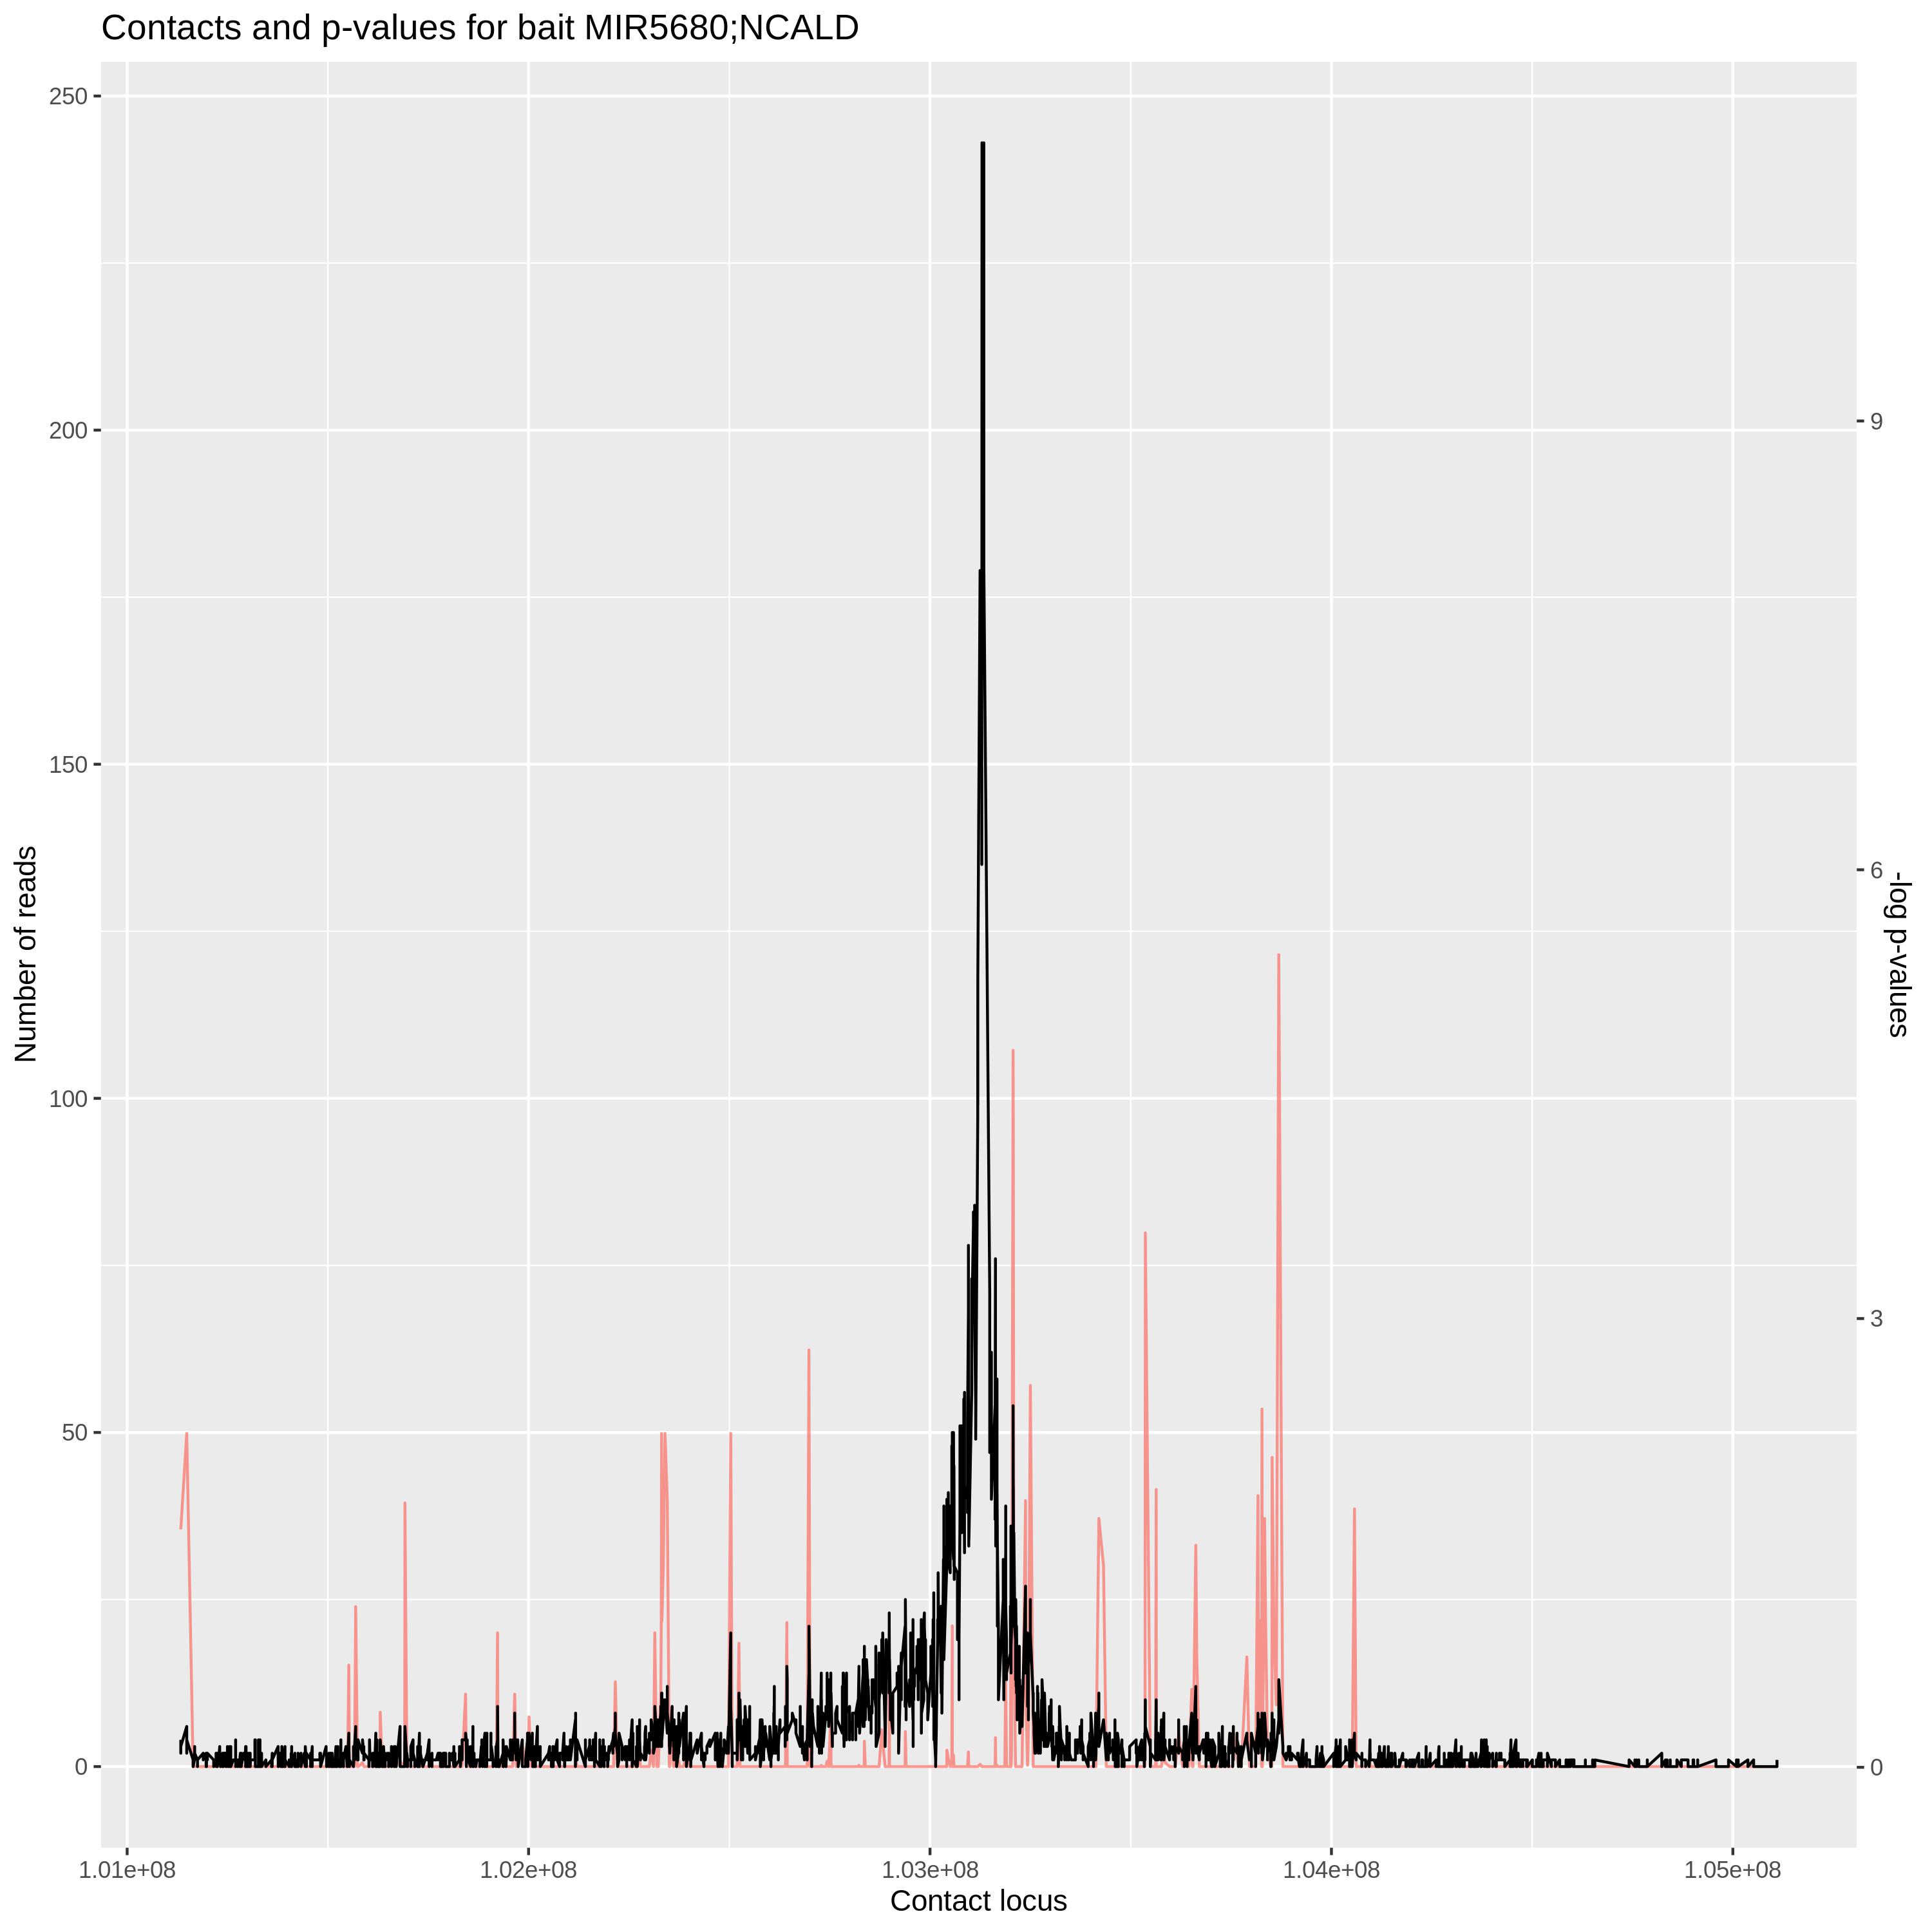 Contacts and p-values for bait MIR5680;NCALD
250
200
150
100
50
0
Number of reads
9
6
3
0
-log p-values
1.01e+08
1.02e+08
1.03e+08
1.04e+08
1.05e+08
Contact locus